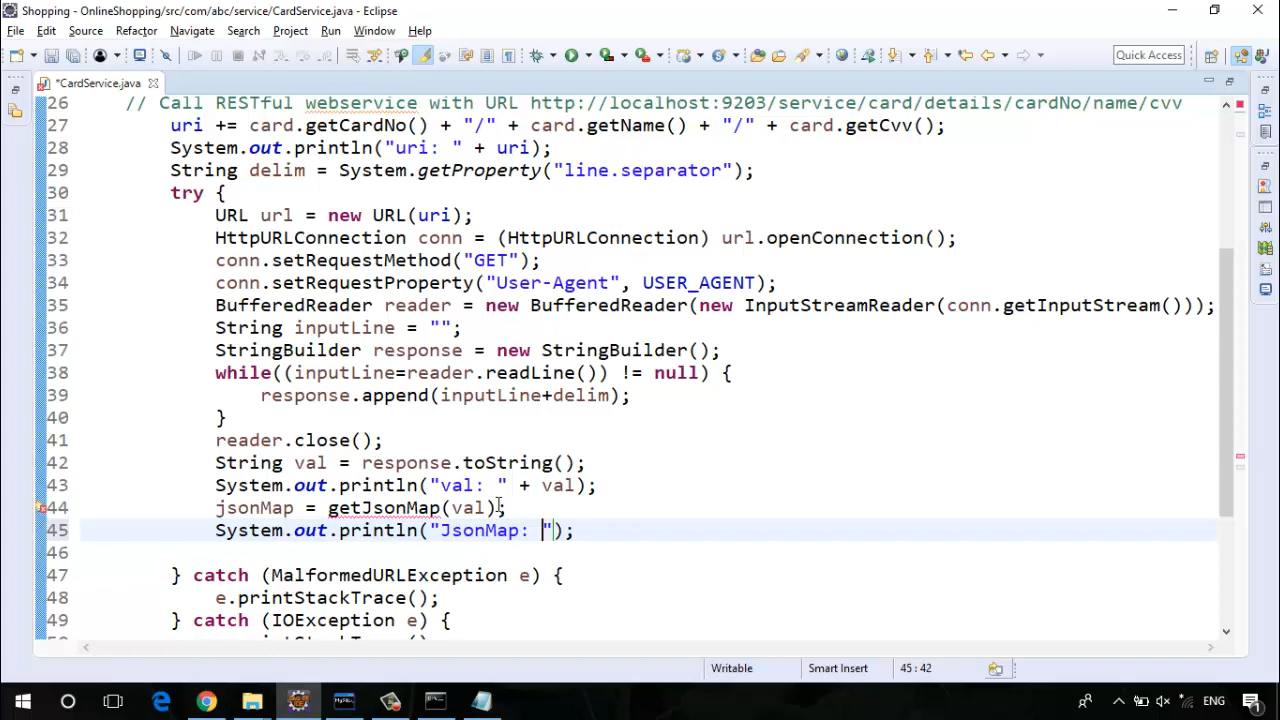 Shopping - OnlineShopping/src/com/abc/service/CardService.java - Eclipse
File Edit Source Refactor Navigate Search Project Run Window Help
Quick Access
*CardService.java
26 // Call RESTful webservice with URL http://localhost:9203/service/card/details/cardNo/name/cvv
27 uri += card.getCardNo() + "/" + card.getName() + "/" + card.getCvv();
28 System.out.println("uri: " + uri);
29 String delim = System.getProperty("line.separator");
30 try {
31 URL url = new URL(uri);
32 HttpURLConnection conn = (HttpURLConnection) url.openConnection();
33 conn.setRequestMethod("GET");
34 conn.setRequestProperty("User-Agent", USER_AGENT);
35 BufferedReader reader = new BufferedReader(new InputStreamReader(conn.getInputStream()));
36 String inputLine = "";
37 StringBuilder response = new StringBuilder();
38 while((inputLine=reader.readLine()) != null) {
39 response.append(inputLine+delim);
40 }
41 reader.close();
42 String val = response.toString();
43 System.out.println("val: " + val);
44 jsonMap = getJsonMap(val);
45 System.out.println("JsonMap: ");
46
47 } catch (MalformedURLException e) {
48 e.printStackTrace();
49 } catch (IOException e) {
Writable Smart Insert 45 : 42
ENG